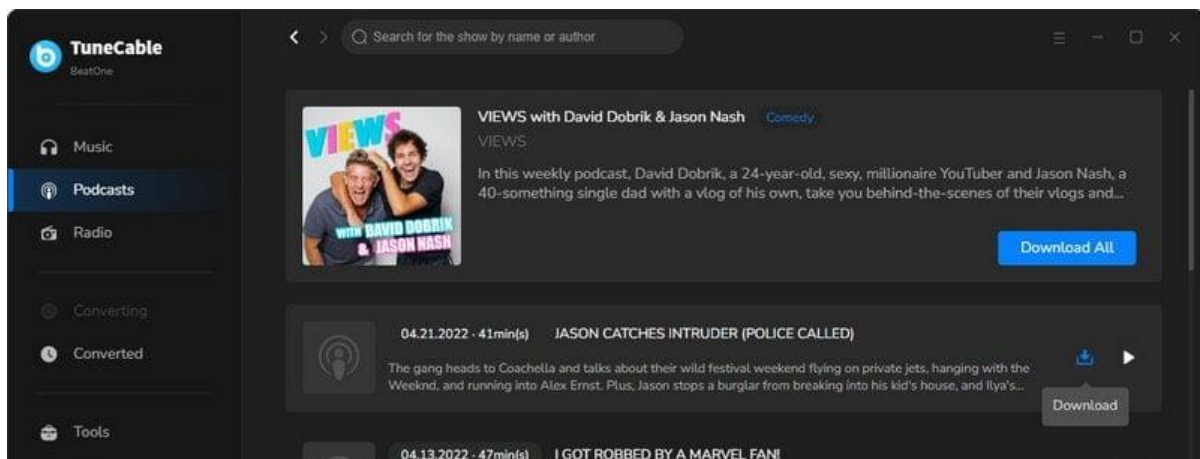 TuneCable
BeatOne
Search for the show by name or author
Music
Podcasts
Radio
Converting
Converted
Tools
VIEWS
WITH DAVID DOBRIK
& JASON NASH
VIEWS with David Dobrik & Jason Nash Comedy
VIEWS
In this weekly podcast, David Dobrik, a 24-year-old, sexy, millionaire YouTuber and Jason Nash, a
40-something single dad with a vlog of his own, take you behind-the-scenes of their vlogs and...
Download All
04.21.2022 · 41min(s) JASON CATCHES INTRUDER (POLICE CALLED)
The gang heads to Coachella and talks about their wild festival weekend flying on private jets, hanging with the
Weeknd, and running into Alex Ernst. Plus, Jason stops a burglar from breaking into his kid's house, and Ilya's...
Download
04.13.2022 · 47min(s) I GOT ROBBED BY A MARVEL FAN!